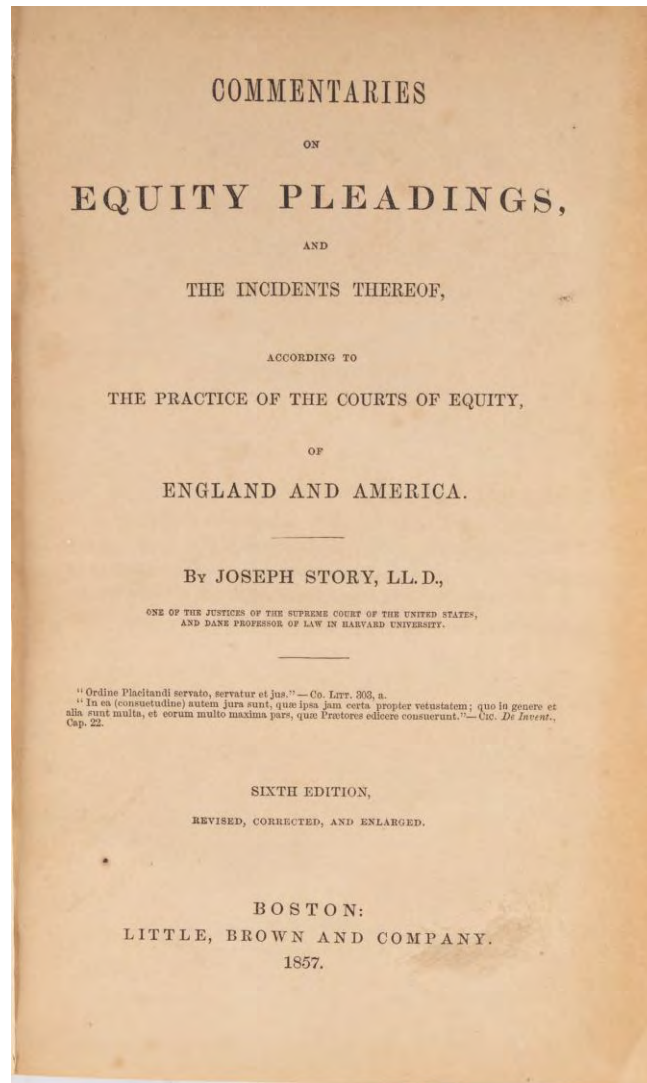 COMMENTARIES
ON
EQUITY PLEADINGS,
AND
THE INCIDENTS THEREOF,
ACCORDING TO
THE PRACTICE OF THE COURTS OF EQUITY,
OF
ENGLAND AND AMERICA.
By JOSEPH STORY, LL.D.,
ONE OF THE JUSTICES OF THE SUPREME COURT OF THE UNITED STATES,
AND DANE PROFESSOR OF LAW IN HARVARD UNIVERSITY.
"Ordine Placitandi servato, servatur et jus." — Co. Litt. 303, a.
"In ea (consuetudine) autem jura sunt, quæ ipsa jam certa propter vetustatem; quo in genere et
alia sunt multa, et eorum multo maxima pars, quæ Prætores edicere consuerunt." — Cic. De Invent.,
Cap. 22.
SIXTH EDITION,
REVISED, CORRECTED, AND ENLARGED.
BOSTON:
LITTLE, BROWN AND COMPANY.
1857.